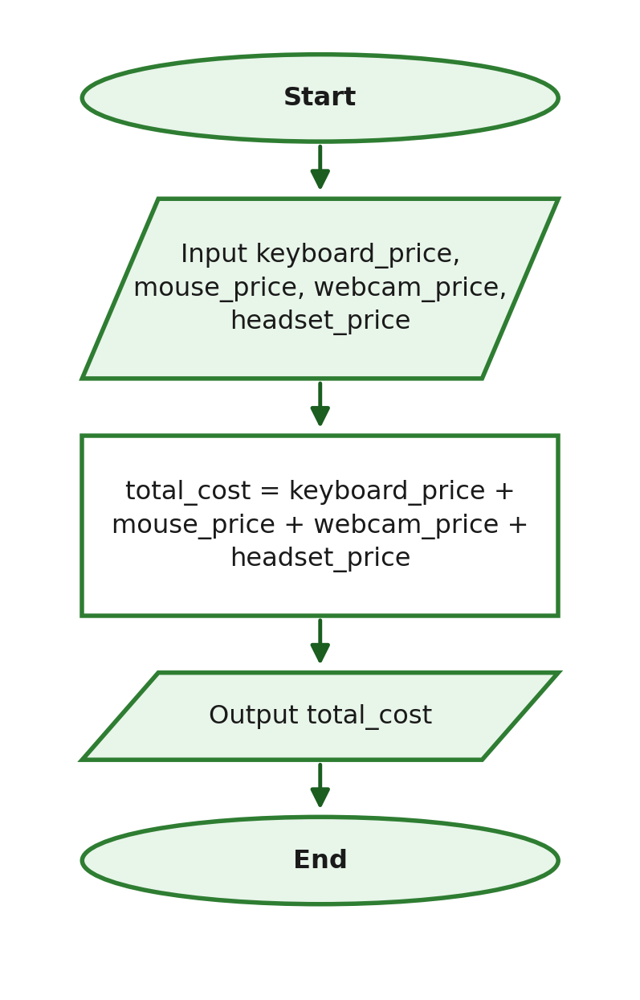 Start
Input keyboard_price,
mouse_price, webcam_price,
headset_price
total_cost = keyboard_price +
mouse_price + webcam_price +
headset_price
Output total_cost
End